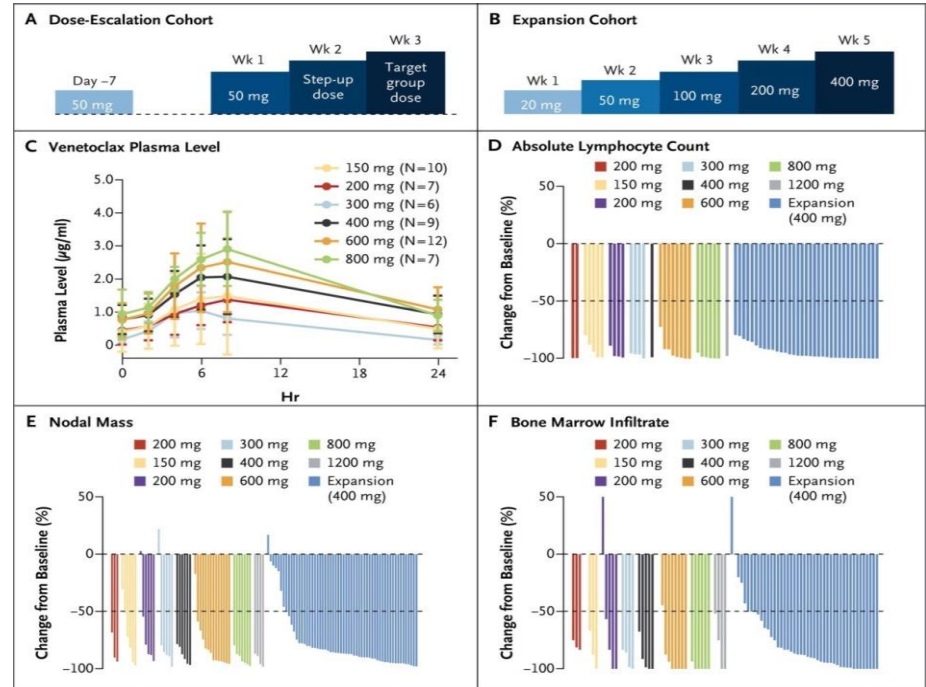 A Dose-Escalation Cohort
Day –7
50 mg
Wk 1
50 mg
Wk 2
Step-up
dose
Wk 3
Target
group
dose
B Expansion Cohort
Wk 1
20 mg
Wk 2
50 mg
Wk 3
100 mg
Wk 4
200 mg
Wk 5
400 mg
C Venetoclax Plasma Level
150 mg (N=10)
200 mg (N=7)
300 mg (N=6)
400 mg (N=9)
600 mg (N=12)
800 mg (N=7)
Plasma Level (μg/ml)
5.0
4.0
3.0
2.0
1.0
0
0 6 12 18 24
Hr
D Absolute Lymphocyte Count
200 mg 300 mg 800 mg
150 mg 400 mg 1200 mg
200 mg 600 mg Expansion
(400 mg)
Change from Baseline (%)
50
0
–50
–100
E Nodal Mass
200 mg 300 mg 800 mg
150 mg 400 mg 1200 mg
200 mg 600 mg Expansion
(400 mg)
Change from Baseline (%)
50
0
–50
–100
F Bone Marrow Infiltrate
200 mg 300 mg 800 mg
150 mg 400 mg 1200 mg
200 mg 600 mg Expansion
(400 mg)
Change from Baseline (%)
50
0
–50
–100